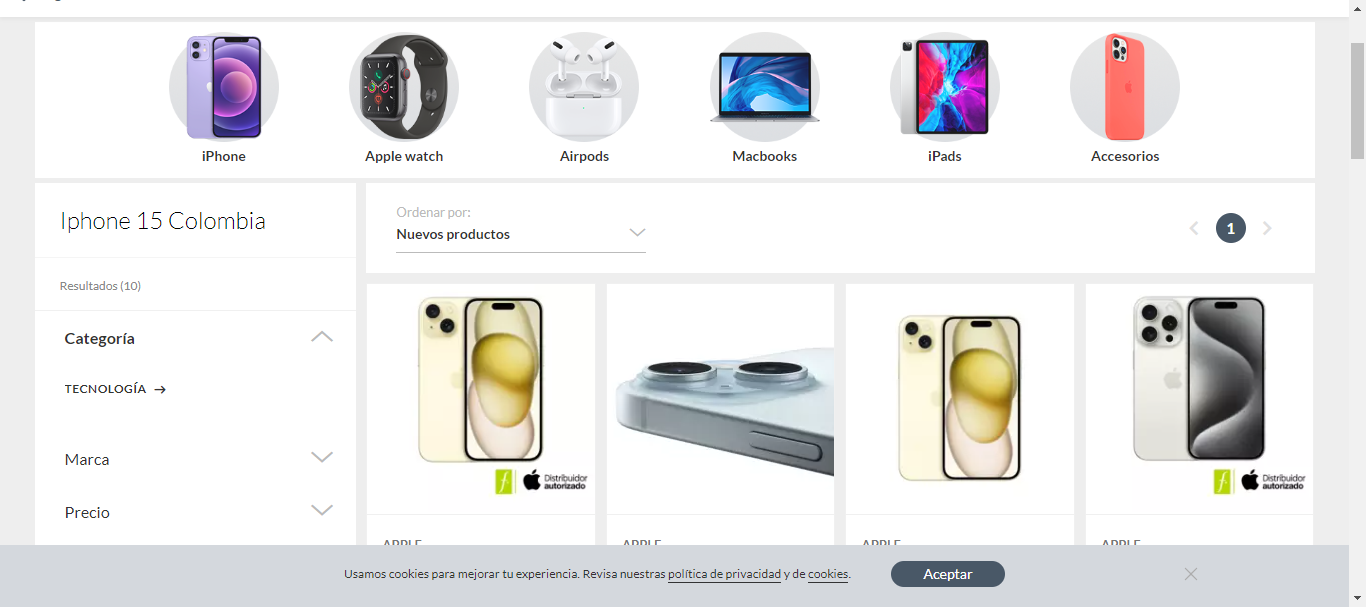 iPhone
Apple watch
Airpods
Macbooks
iPads
Accesorios
Iphone 15 Colombia
Resultados (10)
Categoría
TECNOLOGÍA →
Marca
Precio
Ordenar por:
Nuevos productos
1
f.
Distribuidor
autorizado
f.
Distribuidor
autorizado
APPLE
APPLE
APPLE
APPLE
Usamos cookies para mejorar tu experiencia. Revisa nuestras política de privacidad y de cookies.
Aceptar